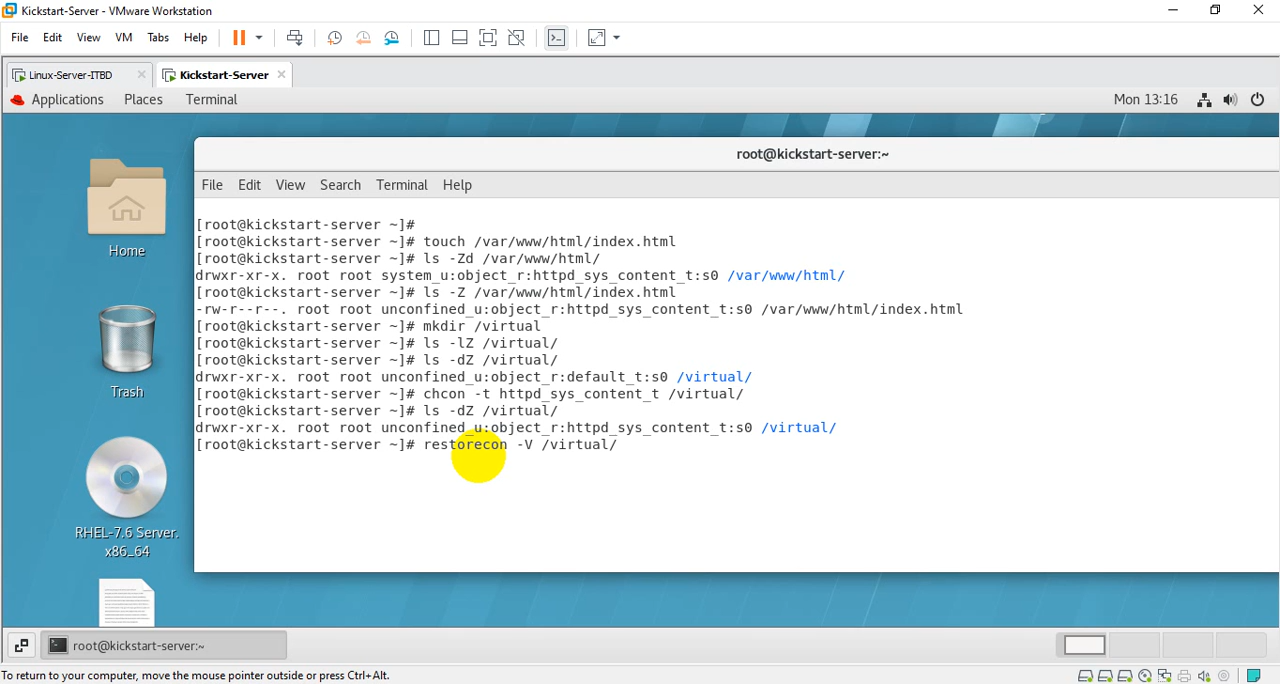 Kickstart-Server - VMware Workstation
File Edit View VM Tabs Help
Linux-Server-ITBD Kickstart-Server
Applications Places Terminal Mon 13:16
root@kickstart-server:~
File Edit View Search Terminal Help
[root@kickstart-server ~]#
[root@kickstart-server ~]# touch /var/www/html/index.html
[root@kickstart-server ~]# ls -Zd /var/www/html/
drwxr-xr-x. root root system_u:object_r:httpd_sys_content_t:s0 /var/www/html/
[root@kickstart-server ~]# ls -Z /var/www/html/index.html
-rw-r--r--. root root unconfined_u:object_r:httpd_sys_content_t:s0 /var/www/html/index.html
[root@kickstart-server ~]# mkdir /virtual
[root@kickstart-server ~]# ls -lZ /virtual/
[root@kickstart-server ~]# ls -dZ /virtual/
drwxr-xr-x. root root unconfined_u:object_r:default_t:s0 /virtual/
[root@kickstart-server ~]# chcon -t httpd_sys_content_t /virtual/
[root@kickstart-server ~]# ls -dZ /virtual/
drwxr-xr-x. root root unconfined_u:object_r:httpd_sys_content_t:s0 /virtual/
[root@kickstart-server ~]# restorecon -V /virtual/
Home
Trash
RHEL-7.6 Server.
x86_64
root@kickstart-server:~
To return to your computer, move the mouse pointer outside or press Ctrl+Alt.